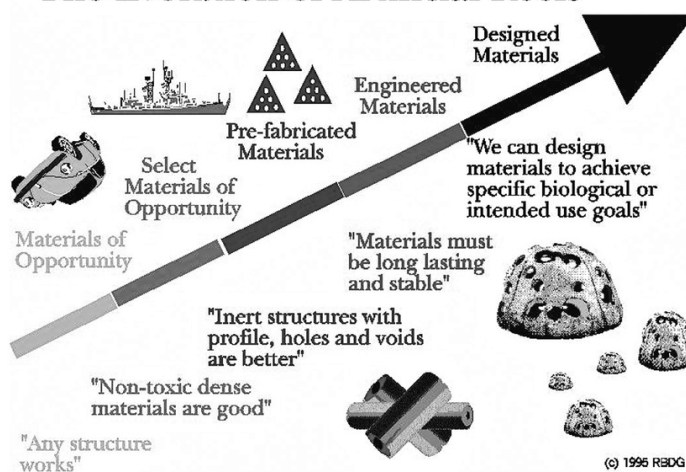 Designed
Materials
Engineered
Materials
Pre-fabricated
Materials
Select
Materials of
Opportunity
Materials of
Opportunity
"We can design
materials to achieve
specific biological or
intended use goals"
"Materials must
be long lasting
and stable"
"Inert structures with
profile, holes and voids
are better"
"Non-toxic dense
materials are good"
"Any structure
works"
(c) 1995 RBDG